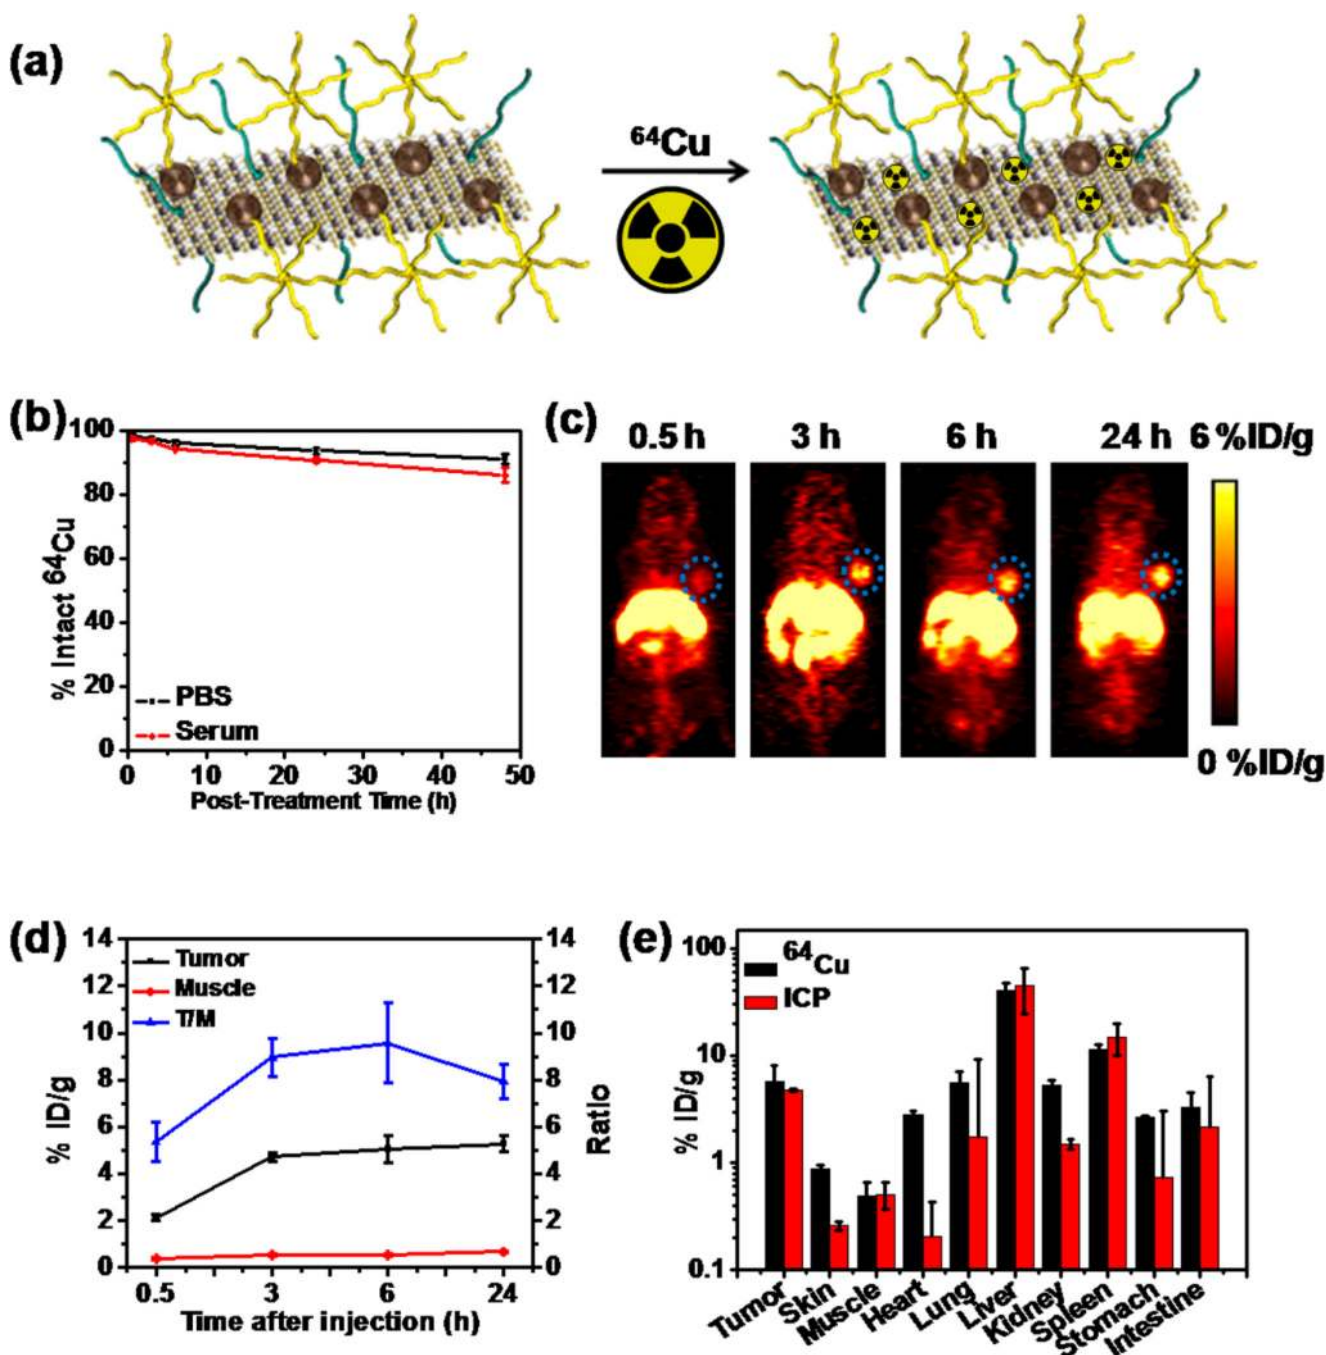 (a)
64Cu
(b)
100
80
60
40
20
0
% Intact 64Cu
PBS
Serum
0 10 20 30 40 50
Post-Treatment Time (h)
(c)
0.5 h 3 h 6 h 24 h 6 %ID/g
0 %ID/g
(d)
14
12
10
8
6
4
2
0
% ID/g
Tumor
Muscle
T/M
14
12
10
8
6
4
2
0
Ratio
0.5 3 6 24
Time after injection (h)
(e)
100
10
1
0.1
% ID/g
64Cu
ICP
Tumor
Skin
Muscle
Heart
Lung
Liver
Kidney
Spleen
Stomach
Intestine